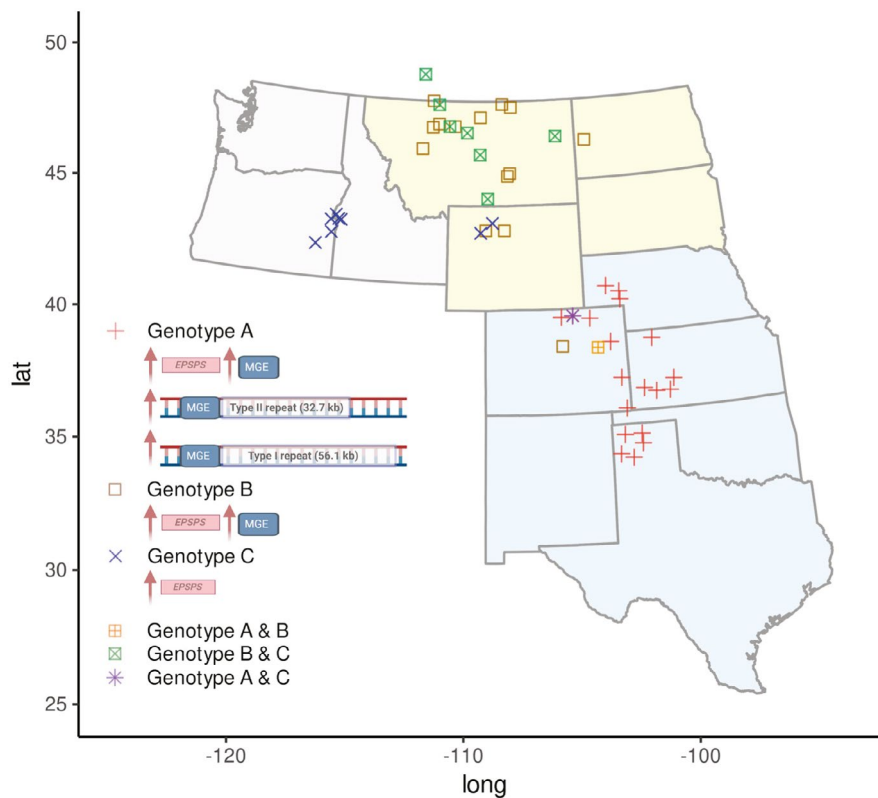 50
45
40
35
30
25
lat
Genotype A
EPSPS MGE
MGE Type II repeat (32.7 kb)
MGE Type I repeat (56.1 kb)
Genotype B
EPSPS MGE
Genotype C
EPSPS
Genotype A & B
Genotype B & C
Genotype A & C
-120 -110 -100
long